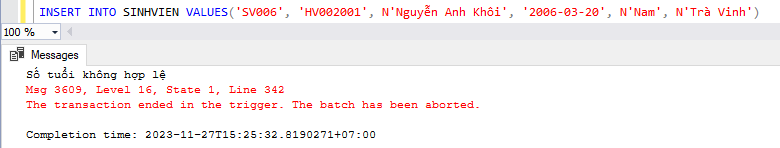 INSERT INTO SINHVIEN VALUES('SV006', 'HV002001', N'Nguyễn Anh Khôi', '2006-03-20', N'Nam', N'Trà Vinh')
100 %
Messages
Số tuổi không hợp lệ
Msg 3609, Level 16, State 1, Line 342
The transaction ended in the trigger. The batch has been aborted.
Completion time: 2023-11-27T15:25:32.8190271+07:00